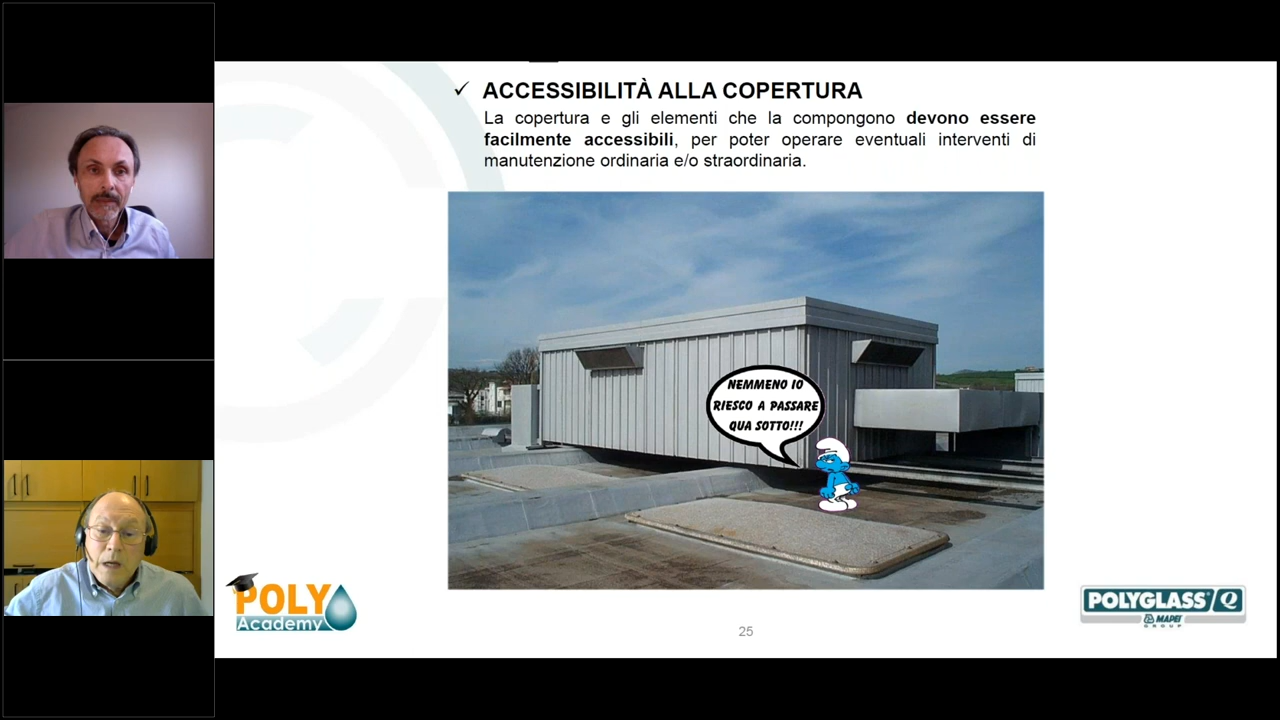 ACCESSIBILITÀ ALLA COPERTURA
La copertura e gli elementi che la compongono devono essere
facilmente accessibili, per poter operare eventuali interventi di
manutenzione ordinaria e/o straordinaria.
NEMMENO IO
RIESCO A PASSARE
QUA SOTTO!!!
POLY
Academy
25
POLYGLASS
MAPEI
GROUP